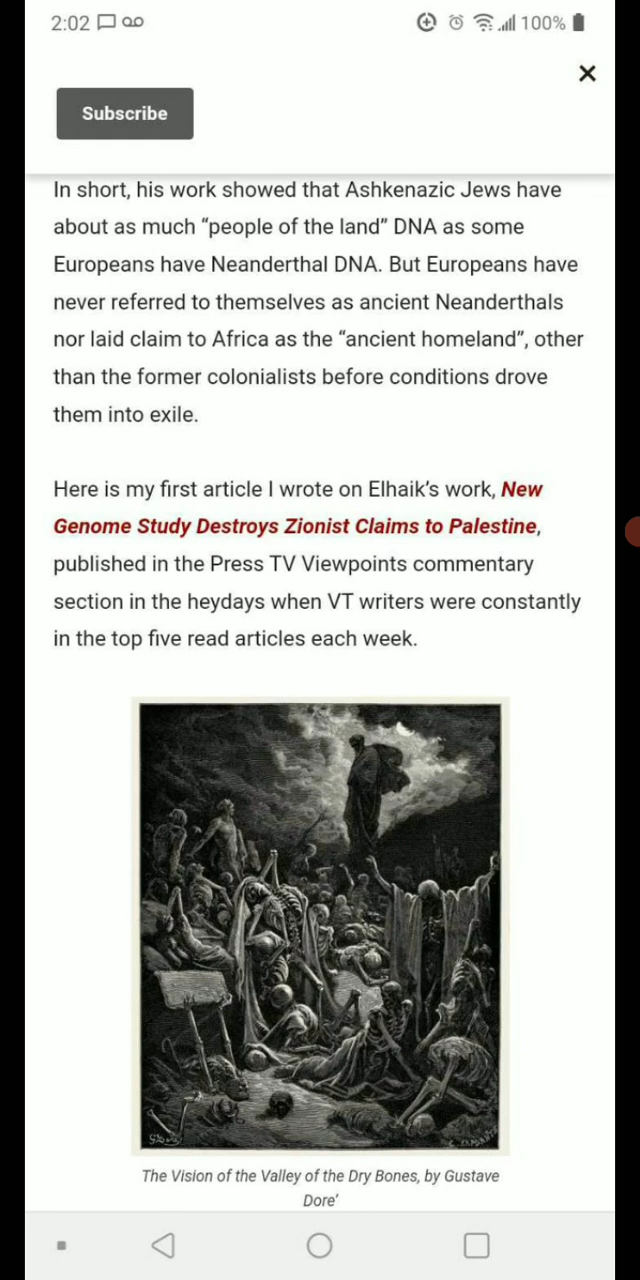 2:02
100%
Subscribe
In short, his work showed that Ashkenazic Jews have
about as much “people of the land” DNA as some
Europeans have Neanderthal DNA. But Europeans have
never referred to themselves as ancient Neanderthals
nor laid claim to Africa as the “ancient homeland”, other
than the former colonialists before conditions drove
them into exile.
Here is my first article I wrote on Elhaik’s work, New
Genome Study Destroys Zionist Claims to Palestine,
published in the Press TV Viewpoints commentary
section in the heydays when VT writers were constantly
in the top five read articles each week.
The Vision of the Valley of the Dry Bones, by Gustave
Dore’